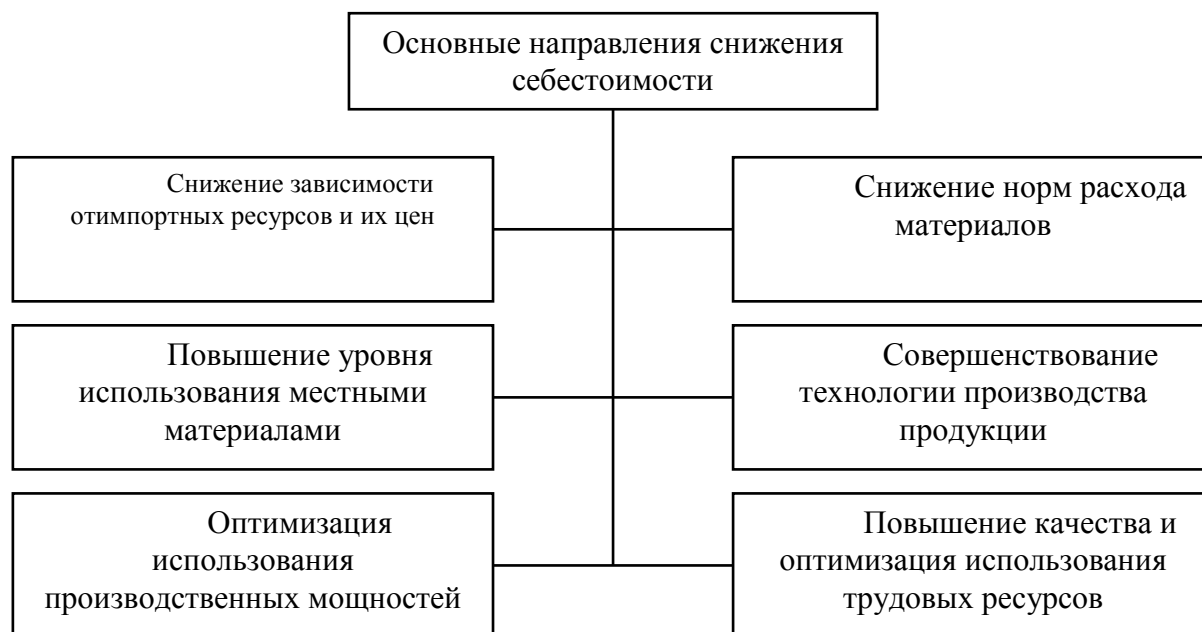 Основные направления снижения
себестоимости
Снижение зависимости
отимпортных ресурсов и их цен
Снижение норм расхода
материалов
Повышение уровня
использования местными
материалами
Совершенствование
технологии производства
продукции
Оптимизация
использования
производственных мощностей
Повышение качества и
оптимизация использования
трудовых ресурсов